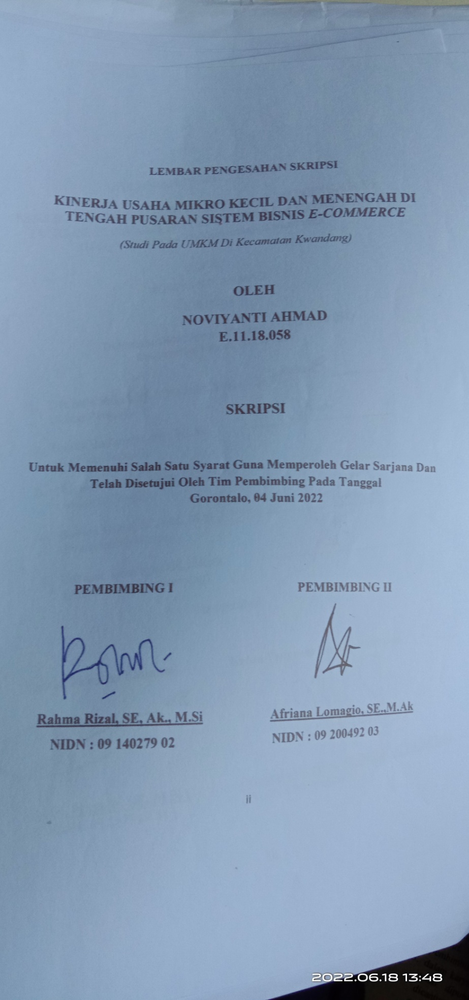 LEMBAR PENGESAHAN SKRIPSI
KINERJA USAHA MIKRO KECIL DAN MENENGAH DI
TENGAH PUSARAN SISTEM BISNIS E-COMMERCE
(Studi Pada UMKM Di Kecamatan Kwandang)
OLEH
NOVIYANTI AHMAD
E.11.18.058
SKRIPSI
Untuk Memenuhi Salah Satu Syarat Guna Memperoleh Gelar Sarjana Dan
Telah Disetujui Oleh Tim Pembimbing Pada Tanggal
Gorontalo, 04 Juni 2022
PEMBIMBING I
PEMBIMBING II
Rahma Rizal, SE, Ak., M.Si
Afriana Lomagio, SE.,M.Ak
NIDN : 09 140279 02
NIDN : 09 200492 03
ii
2022.06.18 13:48